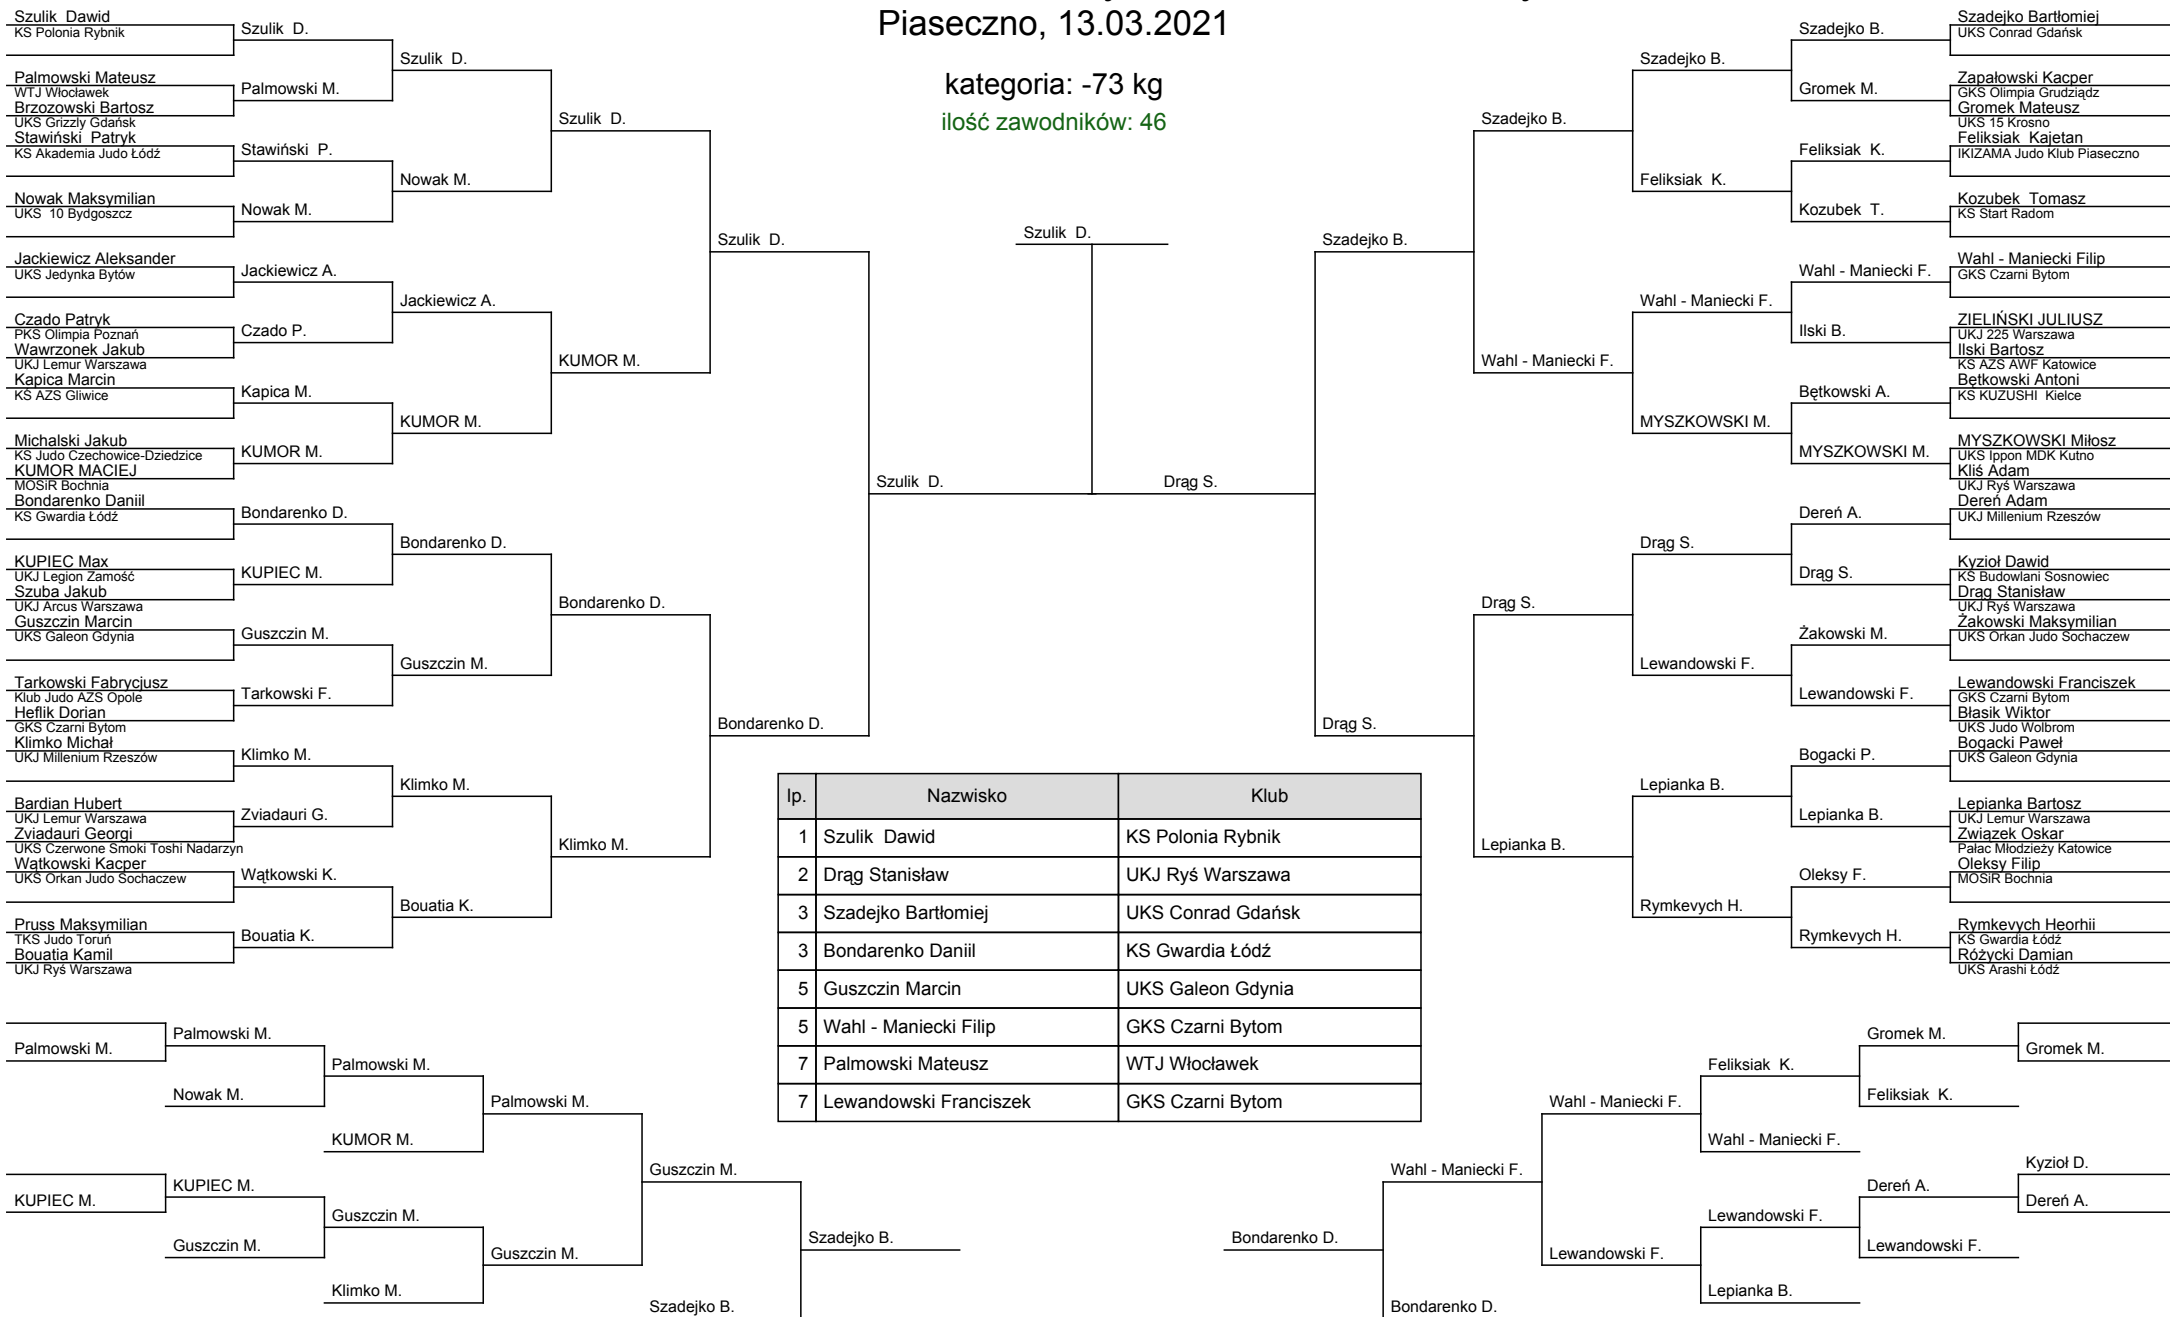 Piaseczno, 13.03.2021
kategoria: -73 kg
ilość zawodników: 46
Szulik  Dawid
KS Polonia Rybnik
Palmowski Mateusz
WTJ Włocławek
Brzozowski Bartosz
UKS Grizzly Gdańsk
Stawiński  Patryk
KS Akademia Judo Łódź
Nowak Maksymilian
UKS  10 Bydgoszcz
Jackiewicz Aleksander
UKS Jedynka Bytów
Czado Patryk
PKS Olimpia Poznań
Wawrzonek Jakub
UKJ Lemur Warszawa
Kapica Marcin
KS AZS Gliwice
Michalski Jakub
KS Judo Czechowice-Dziedzice
KUMOR MACIEJ
MOSiR Bochnia
Bondarenko Daniil
KS Gwardia Łódź
KUPIEC Max
UKJ Legion Zamość
Szuba Jakub
UKJ Arcus Warszawa
Guszczin Marcin
UKS Galeon Gdynia
Tarkowski Fabrycjusz
Klub Judo AZS Opole
Heflik Dorian
GKS Czarni Bytom
Klimko Michał
UKJ Millenium Rzeszów
Bardian Hubert
UKJ Lemur Warszawa
Zviadauri Georgi
UKS Czerwone Smoki Toshi Nadarzyn
Wątkowski Kacper
UKS Orkan Judo Sochaczew
Pruss Maksymilian
TKS Judo Toruń
Bouatia Kamil
UKJ Ryś Warszawa
Szulik  D.
Palmowski M.
Stawiński  P.
Nowak M.
Jackiewicz A.
Czado P.
Kapica M.
KUMOR M.
Bondarenko D.
KUPIEC M.
Guszczin M.
Tarkowski F.
Klimko M.
Zviadauri G.
Wątkowski K.
Bouatia K.
Szulik  D.
Nowak M.
Jackiewicz A.
KUMOR M.
Bondarenko D.
Guszczin M.
Klimko M.
Bouatia K.
Szulik  D.
KUMOR M.
Bondarenko D.
Klimko M.
Szulik  D.
Bondarenko D.
Szulik  D.
Szulik  D.
Drąg S.
Szadejko B.
Drąg S.
Szadejko B.
Wahl - Maniecki F.
Drąg S.
Lepianka B.
Szadejko B.
Feliksiak  K.
Wahl - Maniecki F.
MYSZKOWSKI M.
Drąg S.
Lewandowski F.
Lepianka B.
Rymkevych H.
Szadejko B.
Gromek M.
Feliksiak  K.
Kozubek  T.
Wahl - Maniecki F.
Ilski B.
Bętkowski A.
MYSZKOWSKI M.
Dereń A.
Drąg S.
Żakowski M.
Lewandowski F.
Bogacki P.
Lepianka B.
Oleksy F.
Rymkevych H.
Szadejko Bartłomiej
UKS Conrad Gdańsk
Zapałowski Kacper
GKS Olimpia Grudziądz
Gromek Mateusz
UKS 15 Krosno
Feliksiak  Kajetan
IKIZAMA Judo Klub Piaseczno
Kozubek  Tomasz
KS Start Radom
Wahl - Maniecki Filip
GKS Czarni Bytom
ZIELIŃSKI JULIUSZ
UKJ 225 Warszawa
Ilski Bartosz
KS AZS AWF Katowice
Bętkowski Antoni
KS KUZUSHI  Kielce
MYSZKOWSKI Miłosz
UKS Ippon MDK Kutno
Kliś Adam
UKJ Ryś Warszawa
Dereń Adam
UKJ Millenium Rzeszów
Kyzioł Dawid
KS Budowlani Sosnowiec
Drąg Stanisław
UKJ Ryś Warszawa
Żakowski Maksymilian
UKS Orkan Judo Sochaczew
Lewandowski Franciszek
GKS Czarni Bytom
Błasik Wiktor
UKS Judo Wolbrom
Bogacki Paweł
UKS Galeon Gdynia
Lepianka Bartosz
UKJ Lemur Warszawa
Związek Oskar
Pałac Młodzieży Katowice
Oleksy Filip
MOSiR Bochnia
Rymkevych Heorhii
KS Gwardia Łódź
Różycki Damian
UKS Arashi Łódź
lp. Nazwisko Klub
1 Szulik  Dawid KS Polonia Rybnik
2 Drąg Stanisław UKJ Ryś Warszawa
3 Szadejko Bartłomiej UKS Conrad Gdańsk
3 Bondarenko Daniil KS Gwardia Łódź
5 Guszczin Marcin UKS Galeon Gdynia
5 Wahl - Maniecki Filip GKS Czarni Bytom
7 Palmowski Mateusz WTJ Włocławek
7 Lewandowski Franciszek GKS Czarni Bytom
Palmowski M.
KUPIEC M.
Palmowski M.
Nowak M.
KUPIEC M.
Guszczin M.
Palmowski M.
KUMOR M.
Guszczin M.
Klimko M.
Palmowski M.
Guszczin M.
Guszczin M.
Szadejko B.
Szadejko B.
Bondarenko D.
Wahl - Maniecki F.
Bondarenko D.
Wahl - Maniecki F.
Lewandowski F.
Feliksiak  K.
Wahl - Maniecki F.
Lewandowski F.
Lepianka B.
Gromek M.
Feliksiak  K.
Dereń A.
Lewandowski F.
Gromek M.
Kyzioł D.
Dereń A.